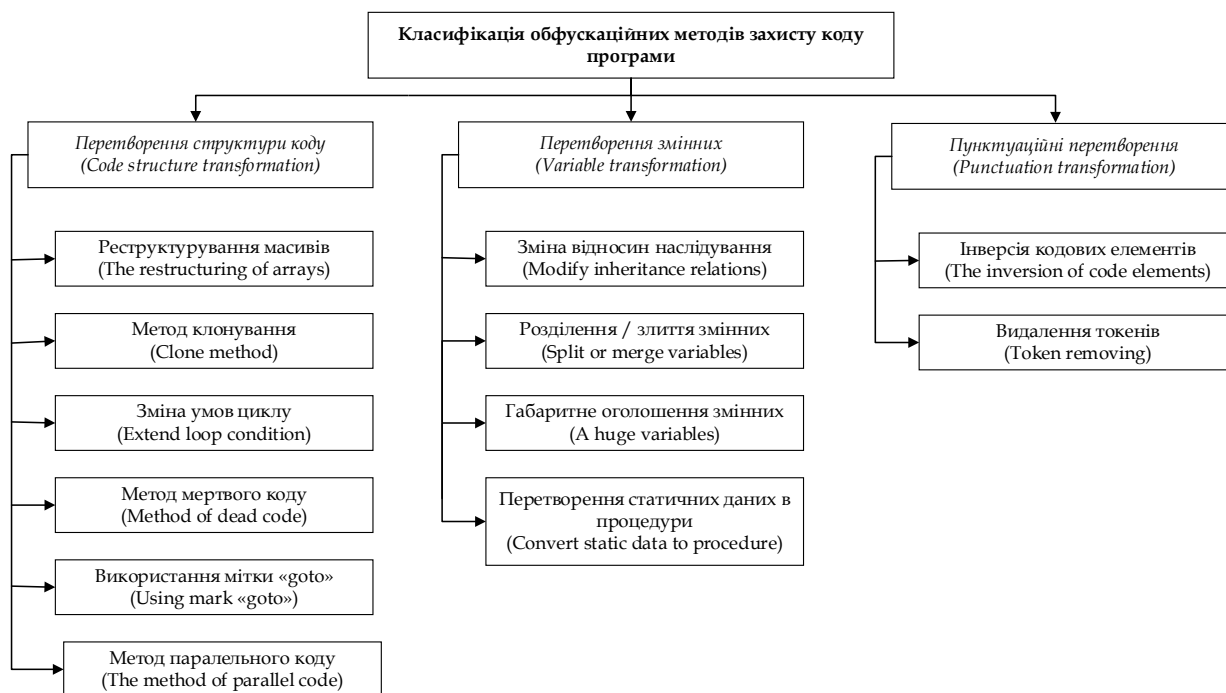 Класифікація обфускаційних методів захисту коду
програми
Перетворення структури коду
(Code structure transformation)
Реструктурування масивів
(The restructuring of arrays)
Метод клонування
(Clone method)
Зміна умов циклу
(Extend loop condition)
Метод мертвого коду
(Method of dead code)
Використання мітки «goto»
(Using mark «goto»)
Метод паралельного коду
(The method of parallel code)
Перетворення змінних
(Variable transformation)
Зміна відносин наслідування
(Modify inheritance relations)
Розділення / злиття змінних
(Split or merge variables)
Габаритне оголошення змінних
(A huge variables)
Перетворення статичних даних в
процедури
(Convert static data to procedure)
Пунктуаційні перетворення
(Punctuation transformation)
Інверсія кодових елементів
(The inversion of code elements)
Видалення токенів
(Token removing)